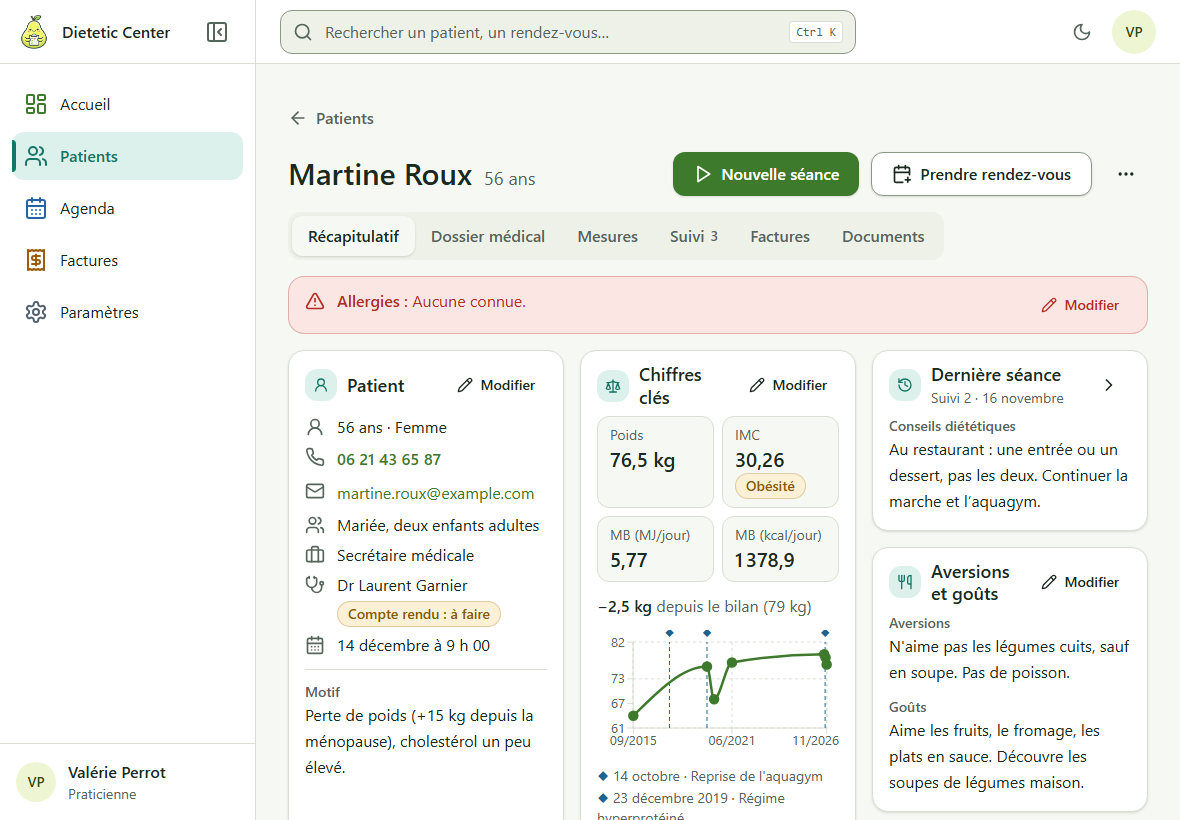 Dietetic Center
Rechercher un patient, un rendez-vous...
Ctrl K
VP
Accueil
Patients
Agenda
Factures
Paramètres
Patients
Martine Roux 56 ans
Nouvelle séance
Prendre rendez-vous
Récapitulatif
Dossier médical
Mesures
Suivi 3
Factures
Documents
Allergies : Aucune connue.
Modifier
Patient
Modifier
56 ans · Femme
06 21 43 65 87
martine.roux@example.com
Mariée, deux enfants adultes
Secrétaire médicale
Dr Laurent Garnier
Compte rendu : à faire
14 décembre à 9 h 00
Motif
Perte de poids (+15 kg depuis la
ménopause), cholestérol un peu
élevé.
Chiffres
clés
Modifier
Poids
76,5 kg
IMC
30,26
Obésité
MB (MJ/jour)
5,77
MB (kcal/jour)
1378,9
−2,5 kg depuis le bilan (79 kg)
82
73
67
61
09/2015
06/2021
11/2026
14 octobre · Reprise de l'aquagym
23 décembre 2019 · Régime
hyperprotéiné
Dernière séance
Suivi 2 · 16 novembre
Conseils diététiques
Au restaurant : une entrée ou un
dessert, pas les deux. Continuer la
marche et l'aquagym.
Aversions
et goûts
Modifier
Aversions
N'aime pas les légumes cuits, sauf
en soupe. Pas de poisson.
Goûts
Aime les fruits, le fromage, les
plats en sauce. Découvre les
soupes de légumes maison.
VP
Valérie Perrot
Praticienne